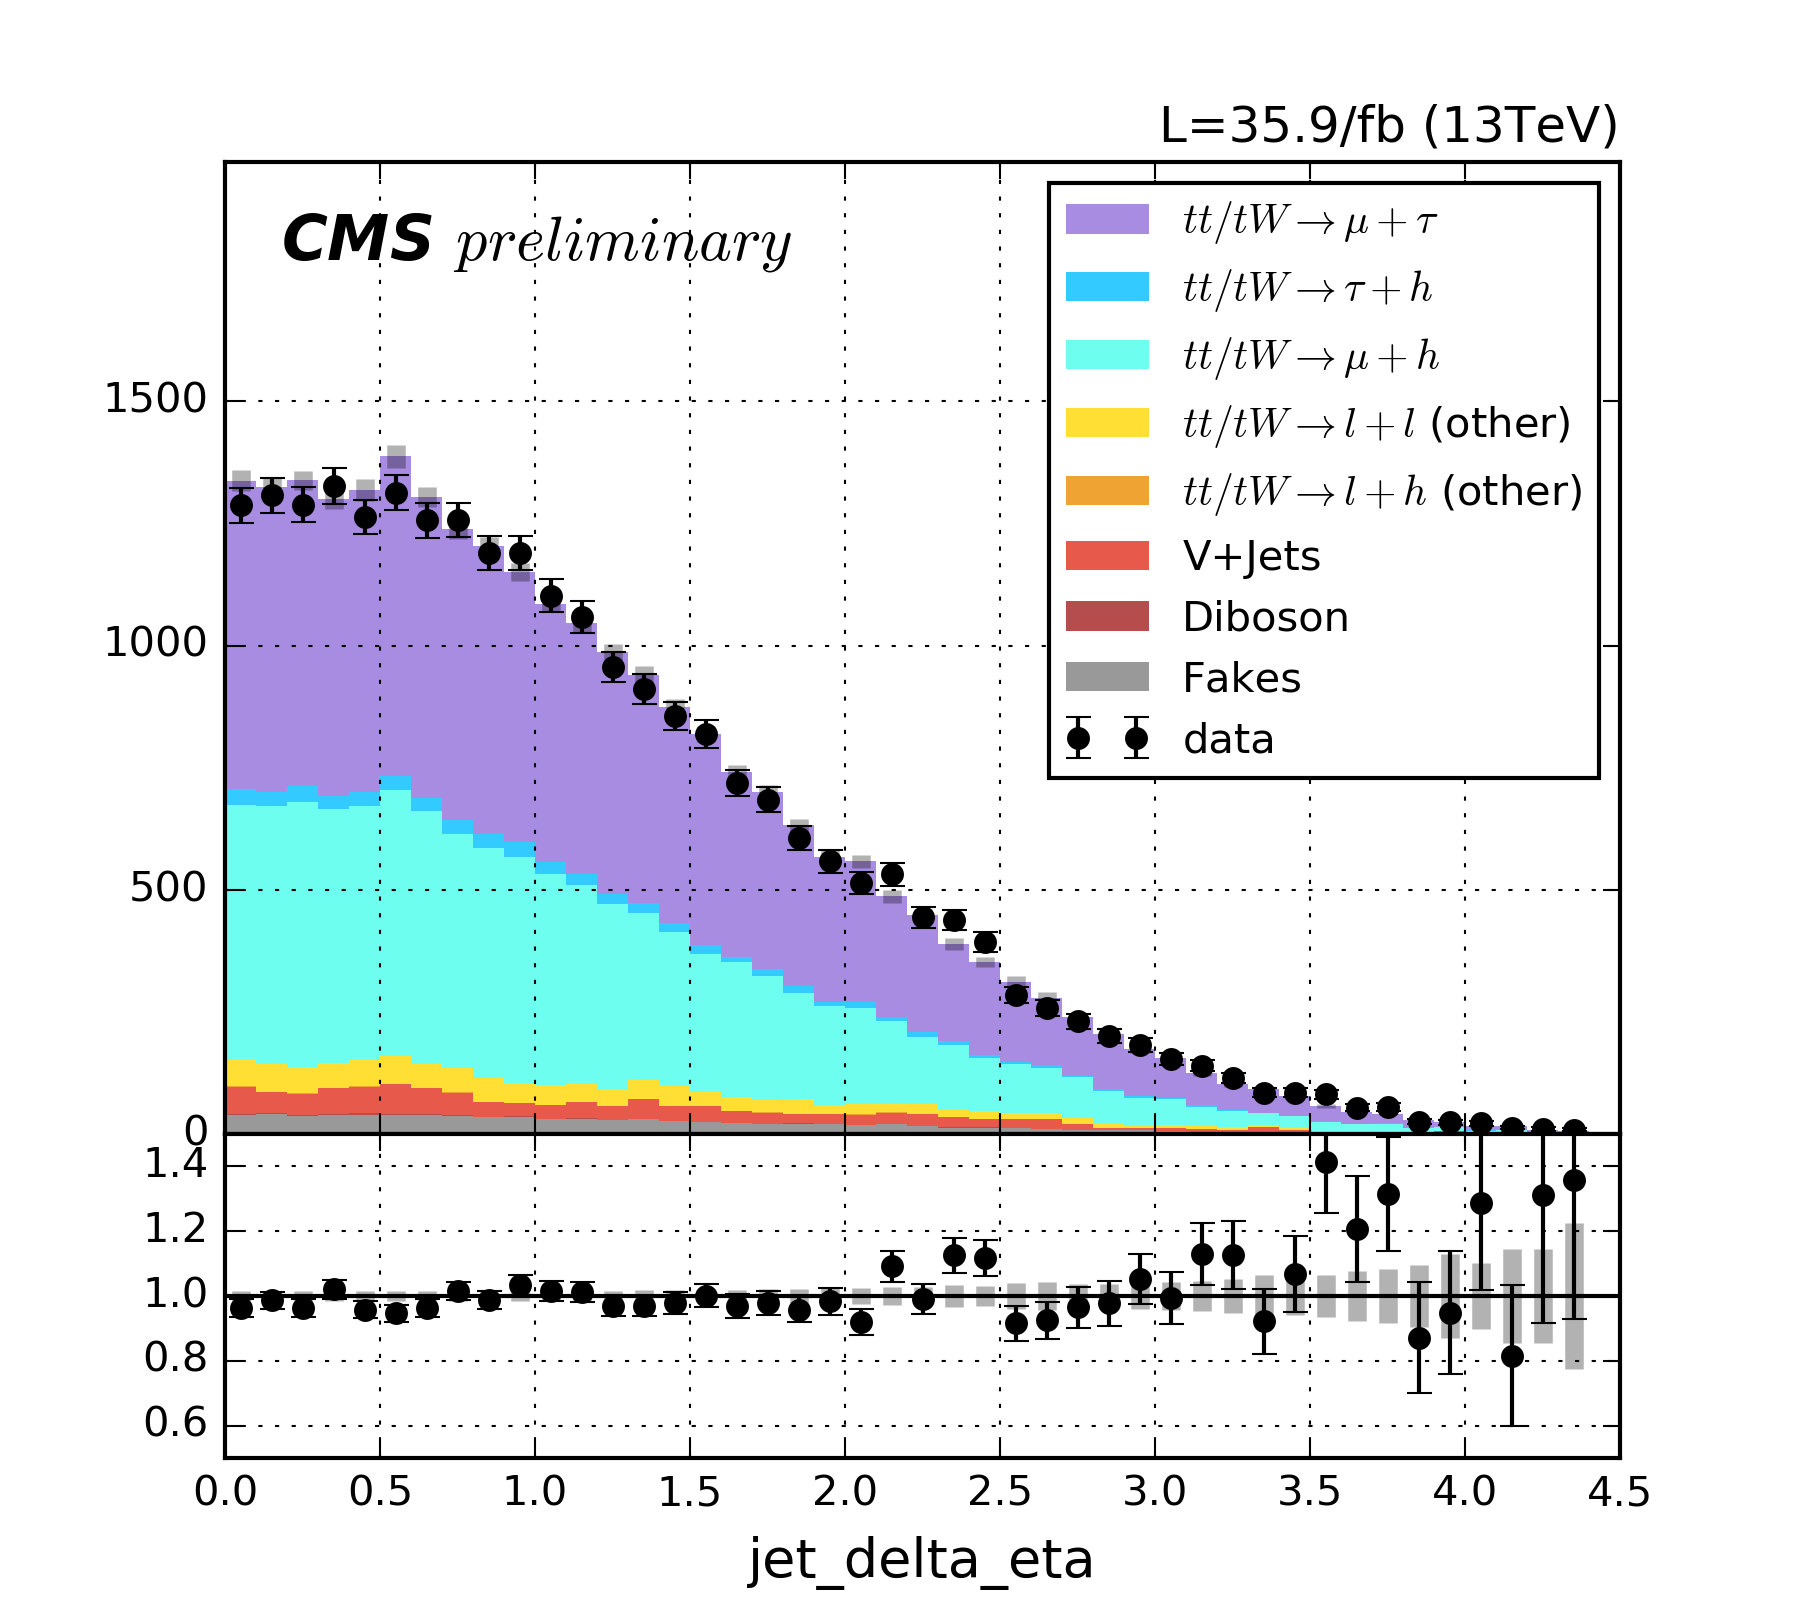 L=35.9/fb (13TeV)
CMS preliminary
tt/tW→μ+τ
tt/tW→τ+h
tt/tW→μ+h
tt/tW→l+l (other)
tt/tW→l+h (other)
V+Jets
Diboson
Fakes
data
1500
1000
500
0
1.4
1.2
1.0
0.8
0.6
0.0 0.5 1.0 1.5 2.0 2.5 3.0 3.5 4.0 4.5
jet_delta_eta